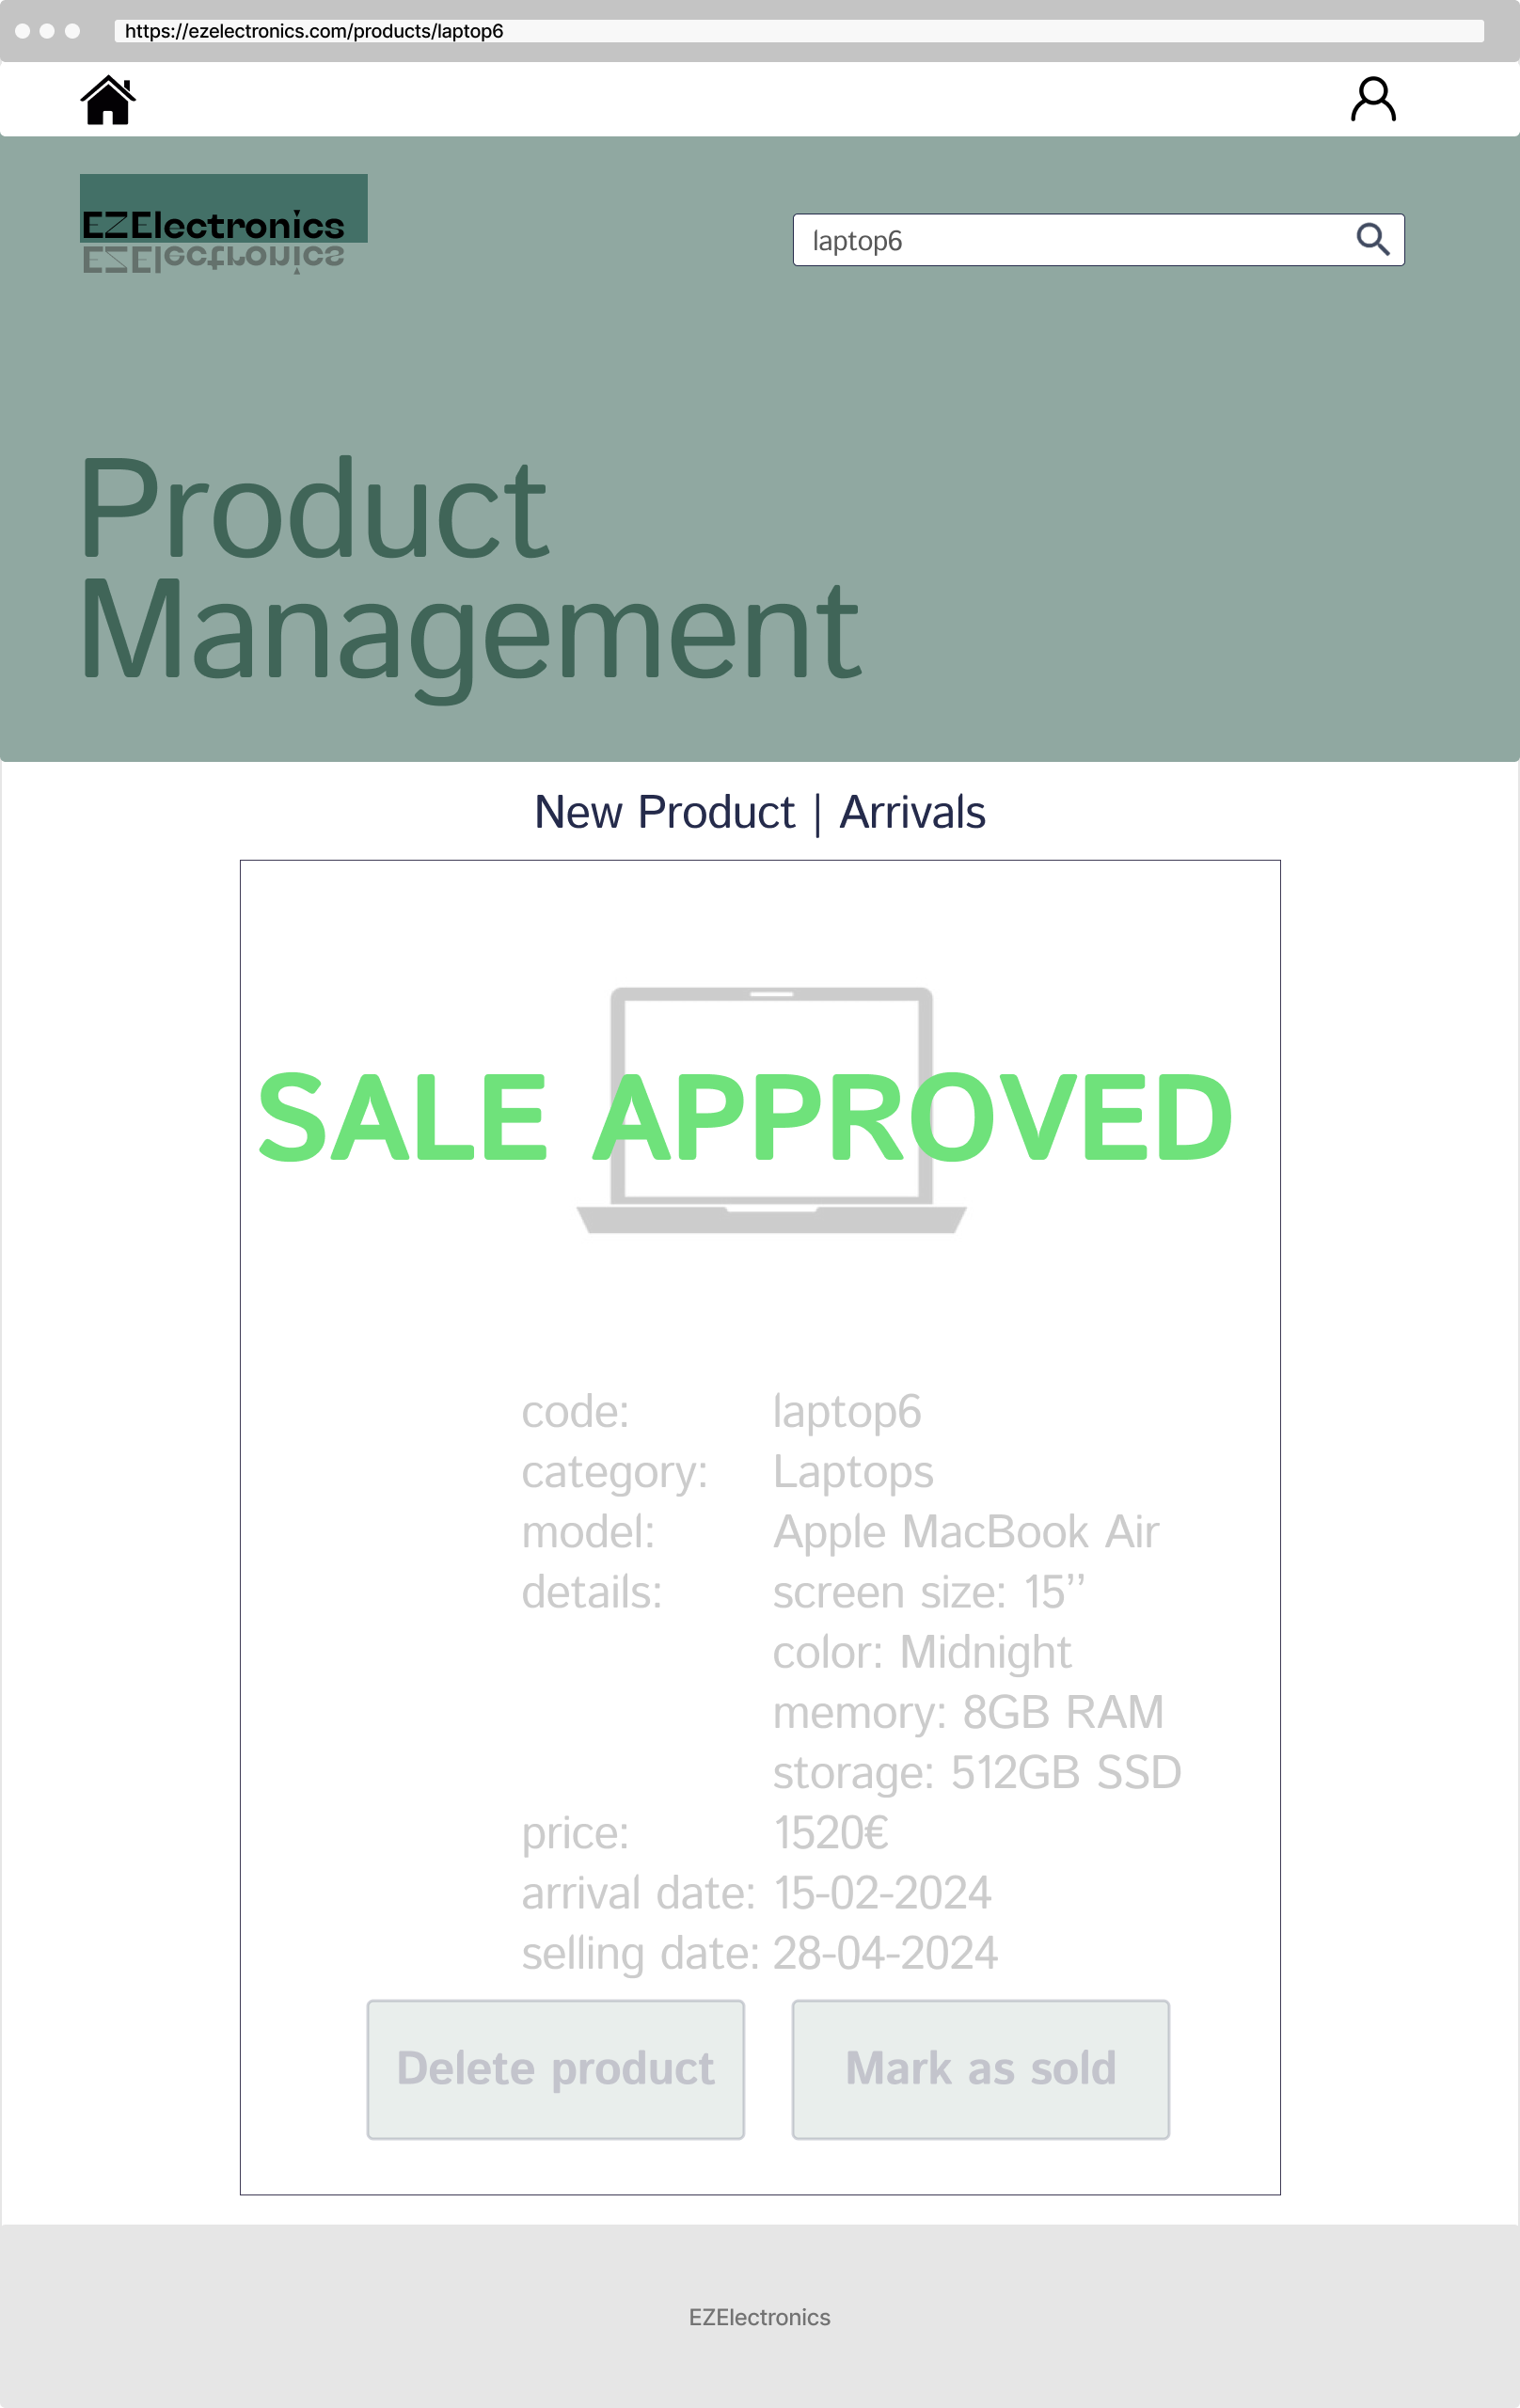 https://ezelectronics.com/products/laptop6
EZElectronics
laptop6
Product
Management
New Product | Arrivals
SALE APPROVED
code: laptop6
category: Laptops
model: Apple MacBook Air
details: screen size: 15’’
color: Midnight
memory: 8GB RAM
storage: 512GB SSD
price: 1520€
arrival date: 15-02-2024
selling date: 28-04-2024
Delete product Mark as sold
EZElectronics